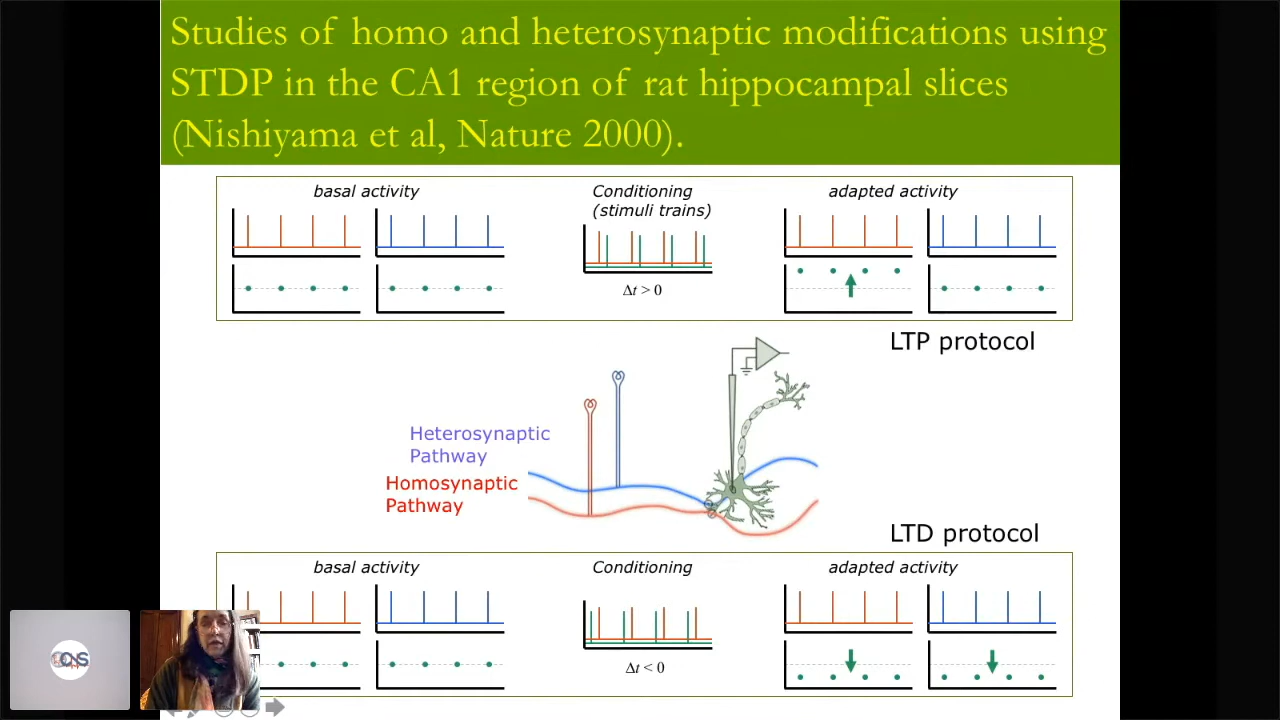 Studies of homo and heterosynaptic modifications using
STDP in the CA1 region of rat hippocampal slices
(Nishiyama et al, Nature 2000).
basal activity
Conditioning
(stimuli trains)
adapted activity
Δt > 0
LTP protocol
Heterosynaptic
Pathway
Homosynaptic
Pathway
LTD protocol
basal activity
Conditioning
adapted activity
Δt < 0